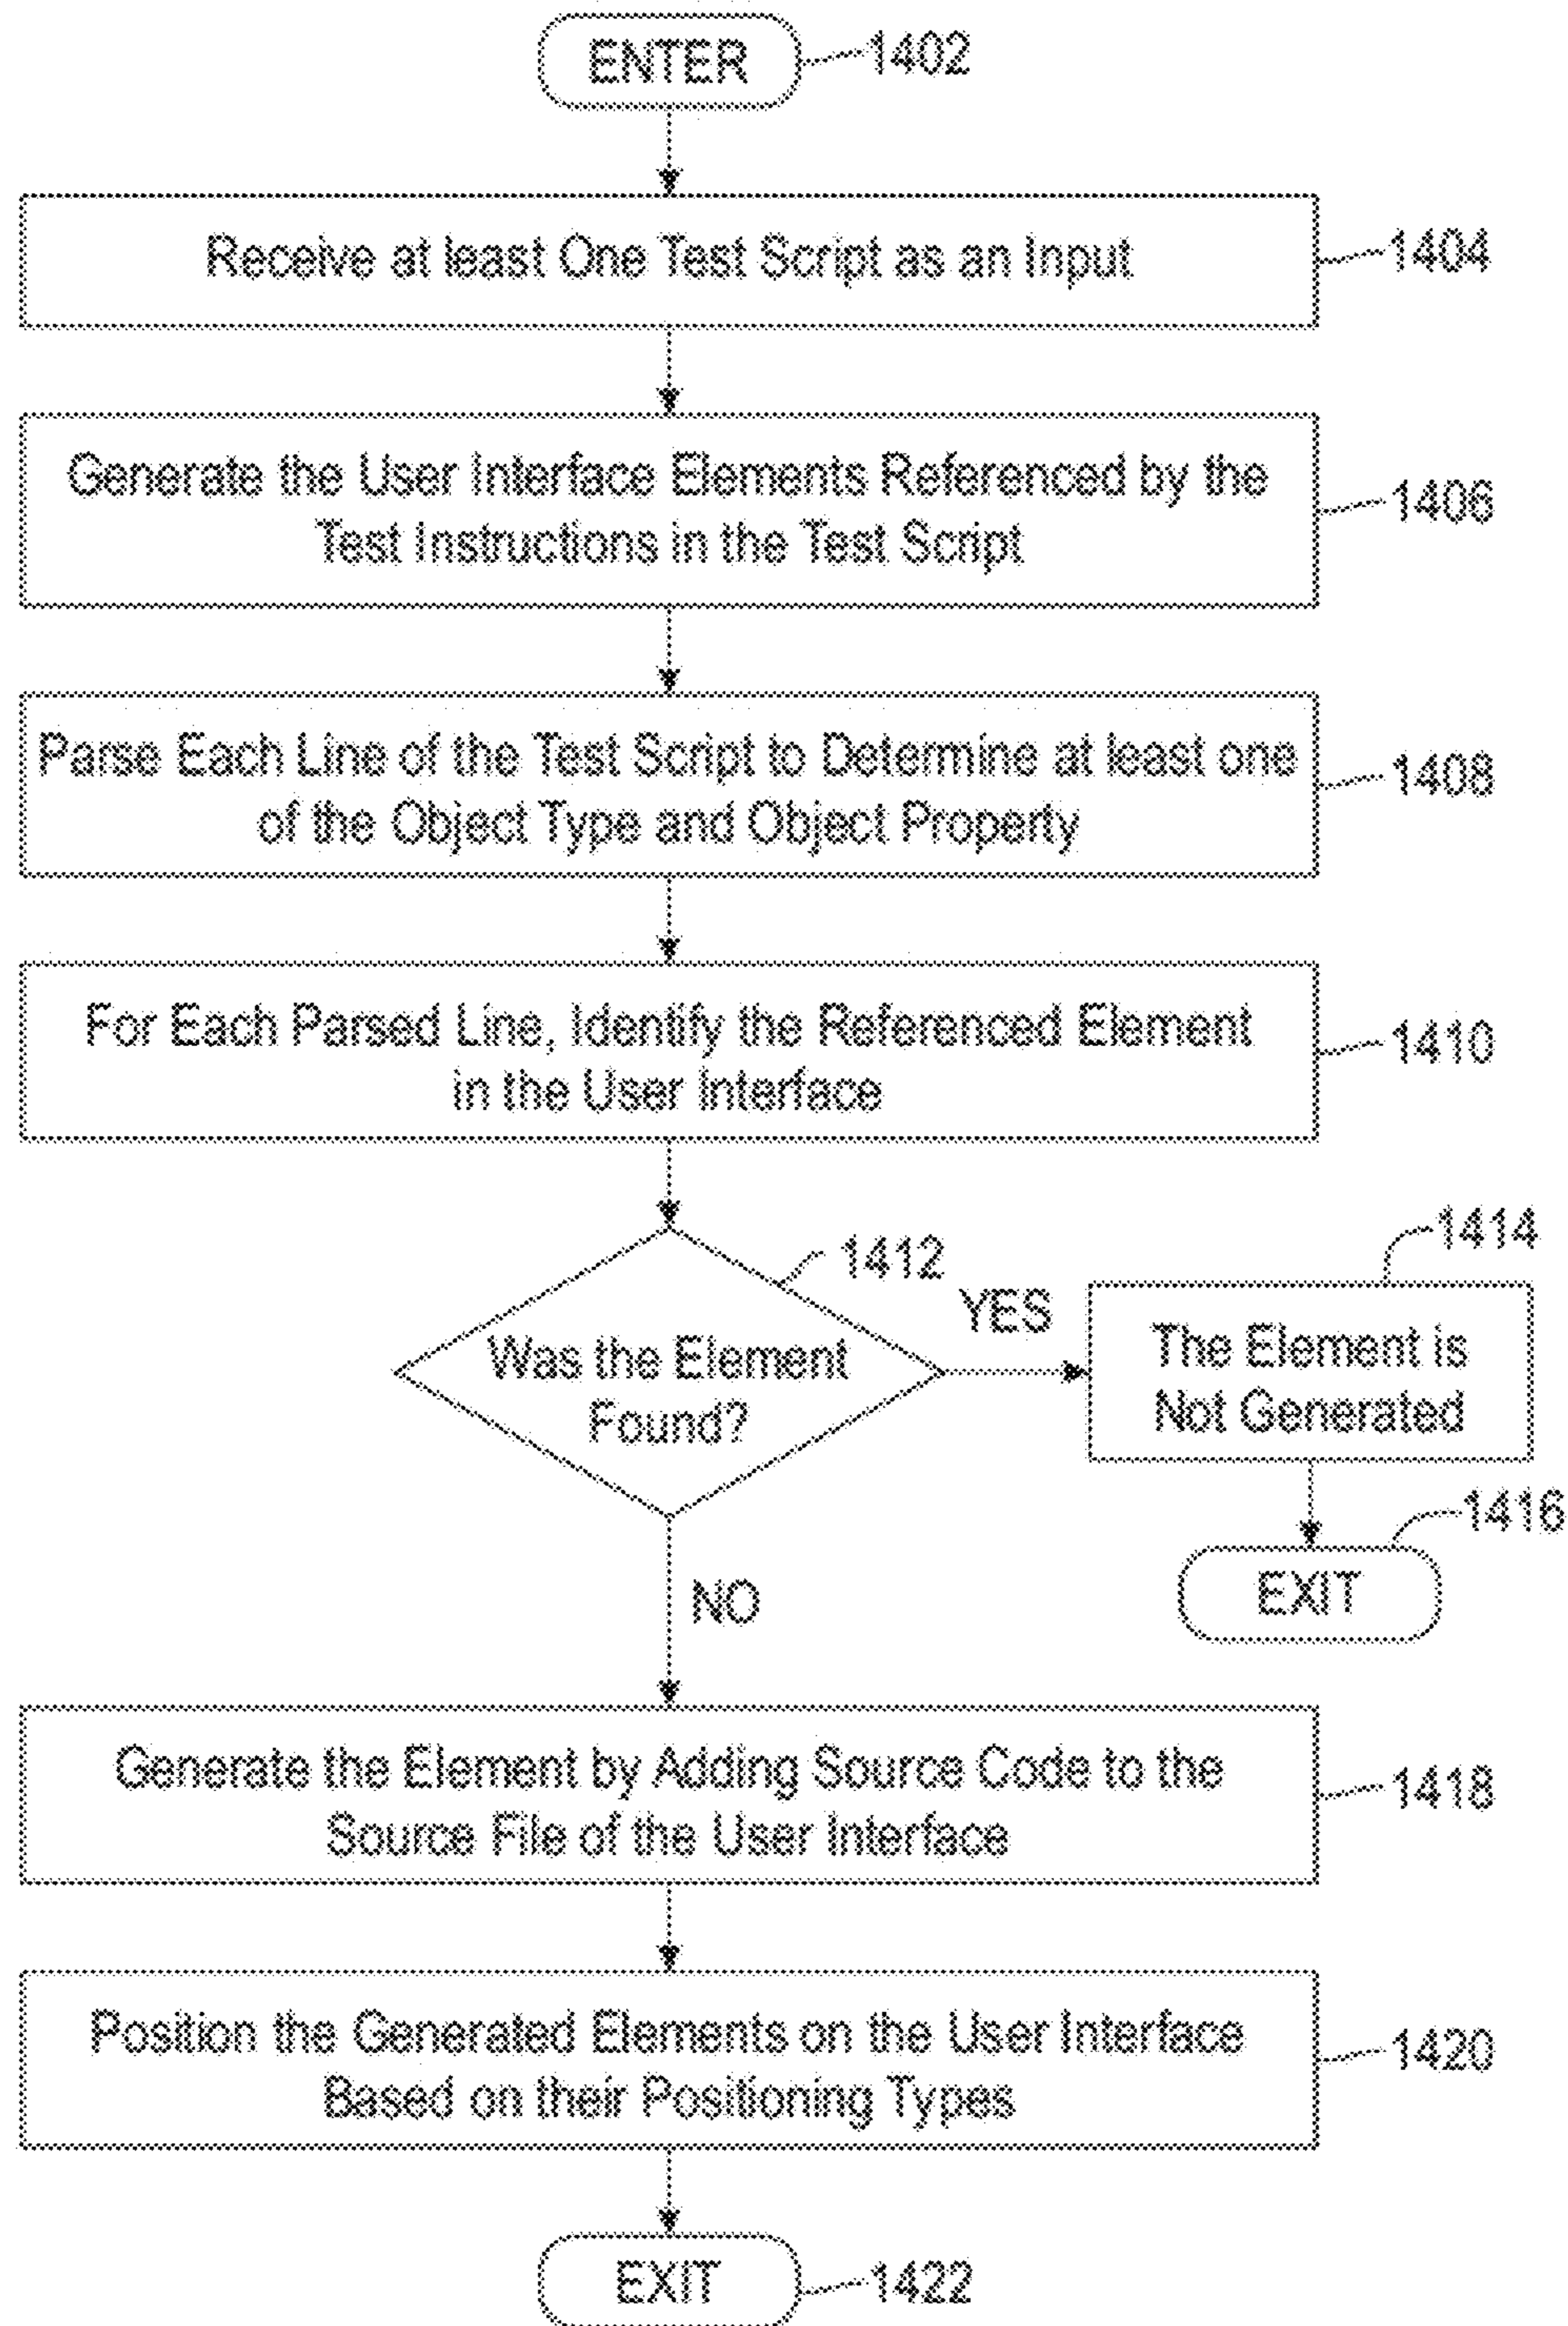 ENTER
1402
Receive at least One Test Script as an Input
1404
Generate the User Interface Elements Referenced by the
Test Instructions in the Test Script
1406
Parse Each Line of the Test Script to Determine at least one
of the Object Type and Object Property
1408
For Each Parsed Line, Identify the Referenced Element
in the User Interface
1410
1412
Was the Element
Found?
YES
1414
The Element is
Not Generated
1416
EXIT
NO
Generate the Element by Adding Source Code to the
Source File of the User Interface
1418
Position the Generated Elements on the User Interface
Based on their Positioning Types
1420
EXIT
1422